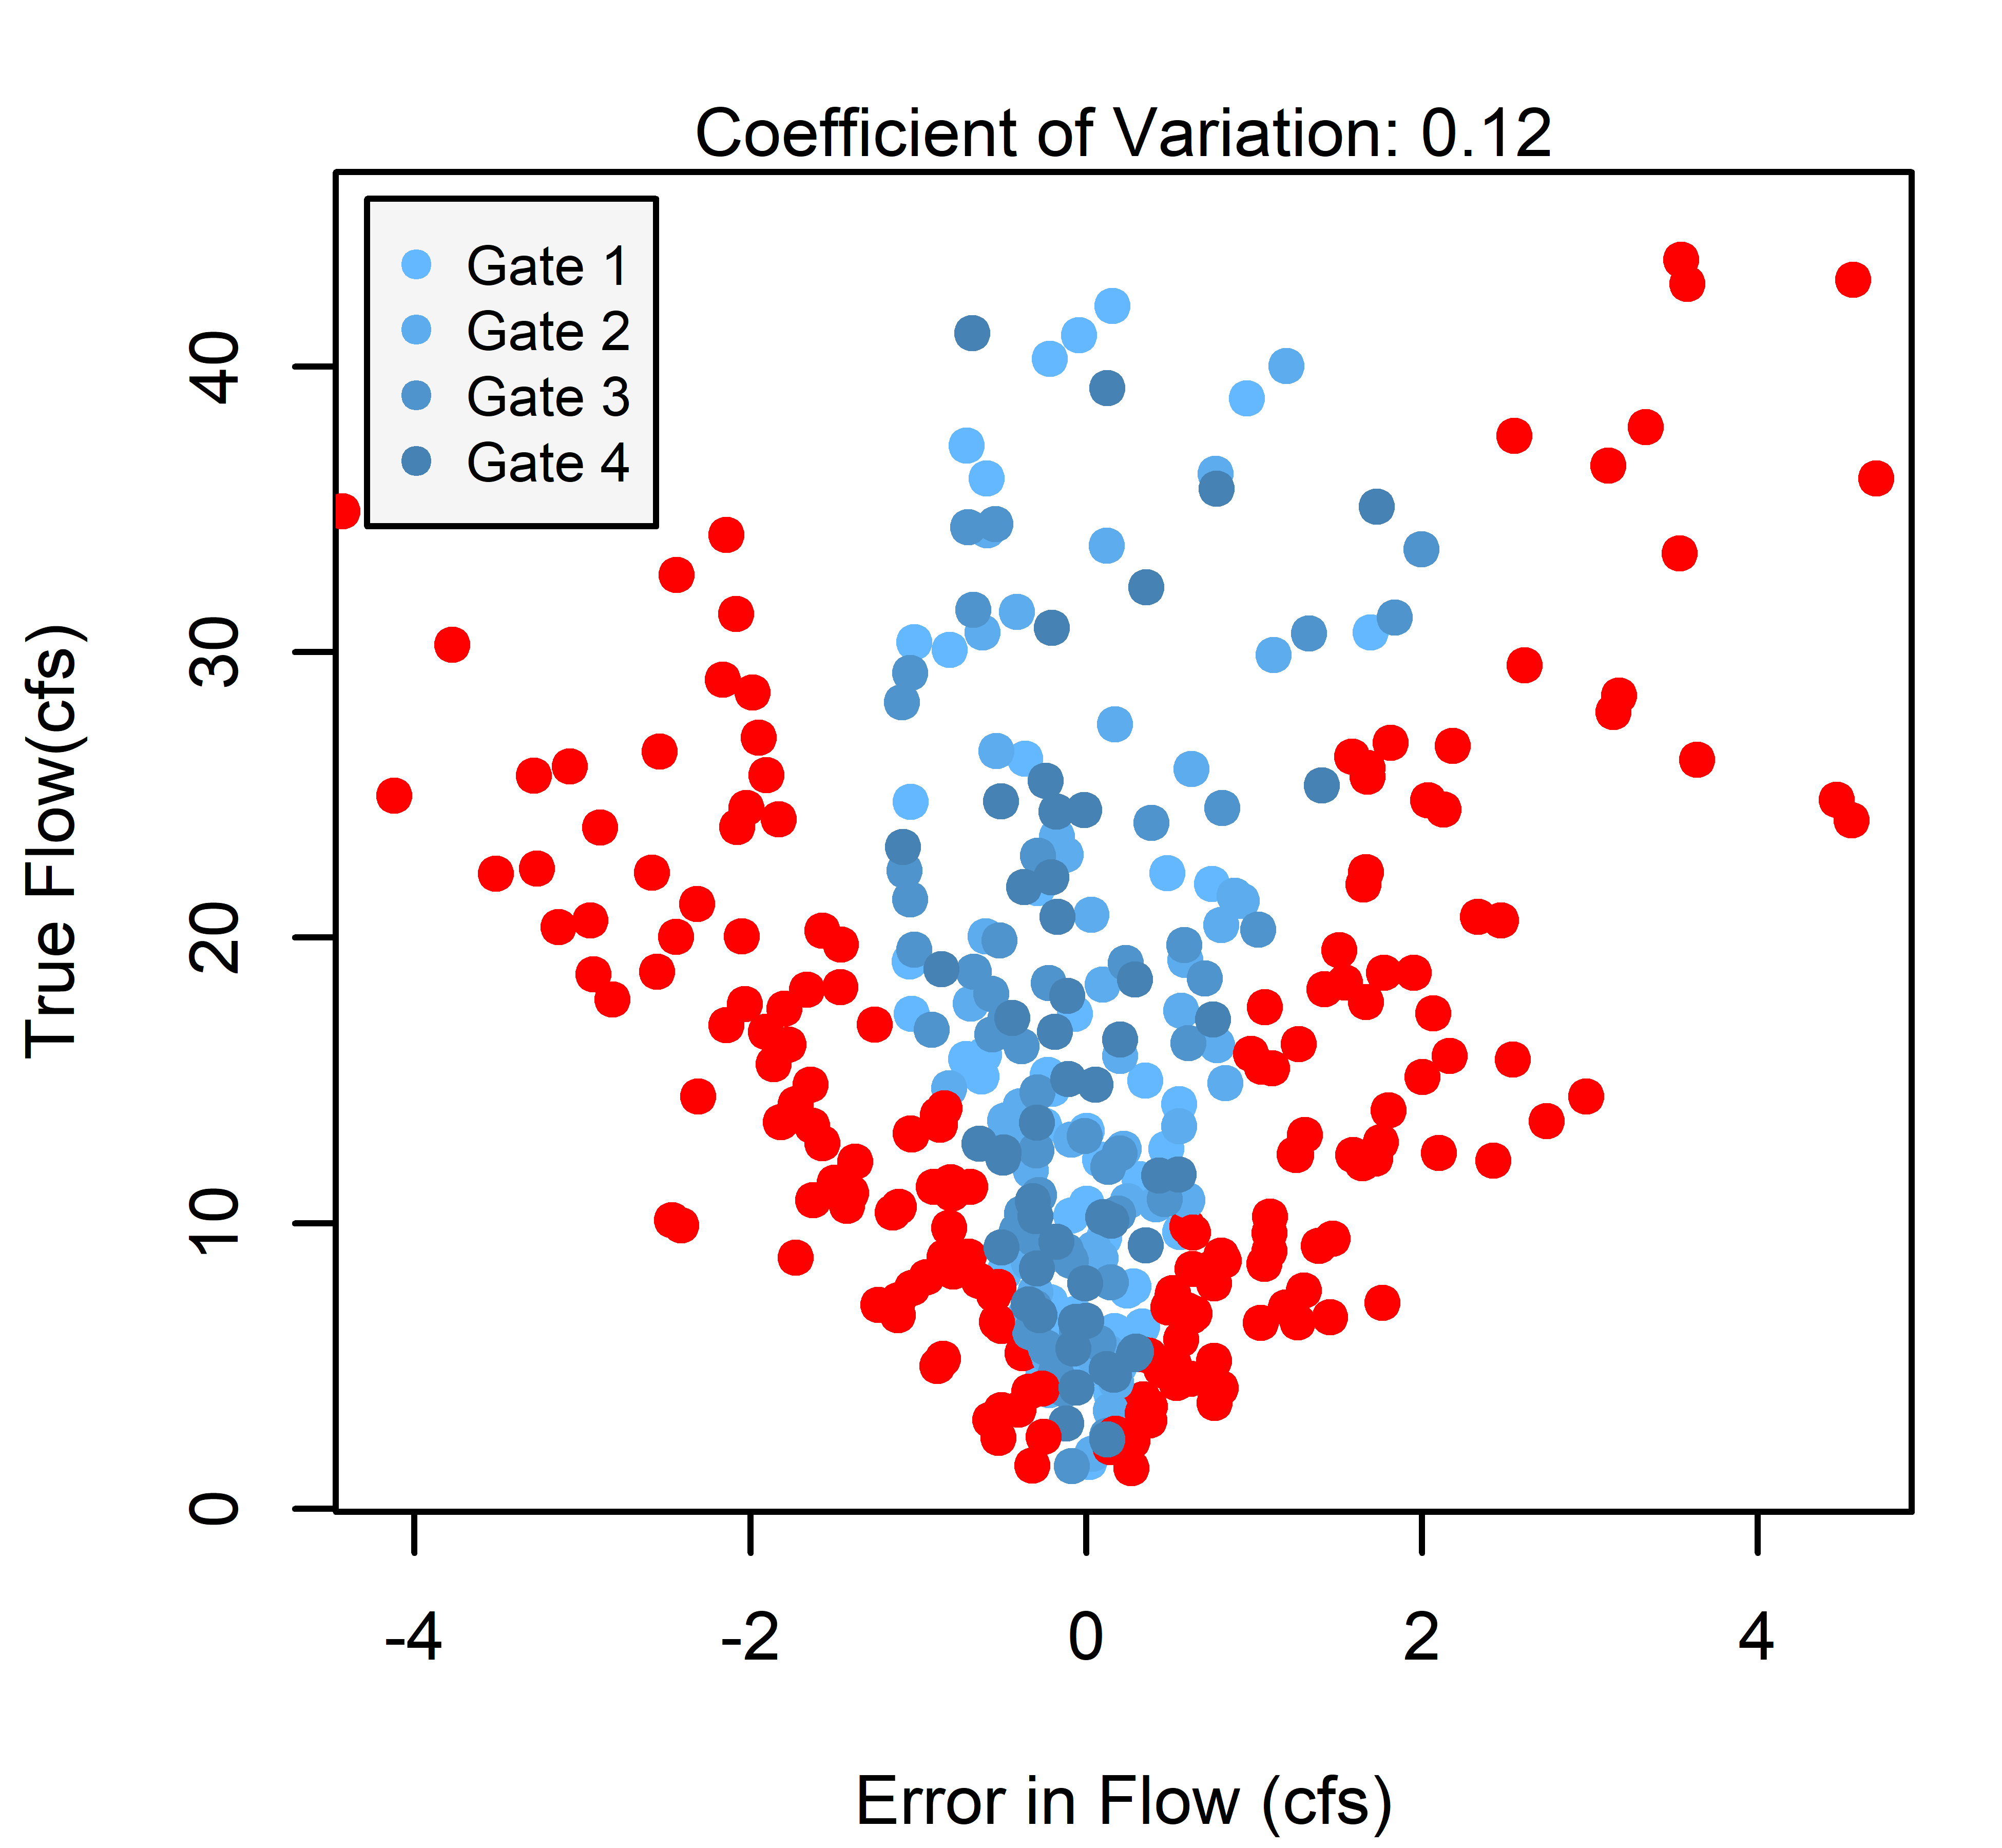 Coefficient of Variation: 0.12
Gate 1
Gate 2
Gate 3
Gate 4
True Flow(cfs)
40
30
20
10
0
-4 -2 0 2 4
Error in Flow (cfs)